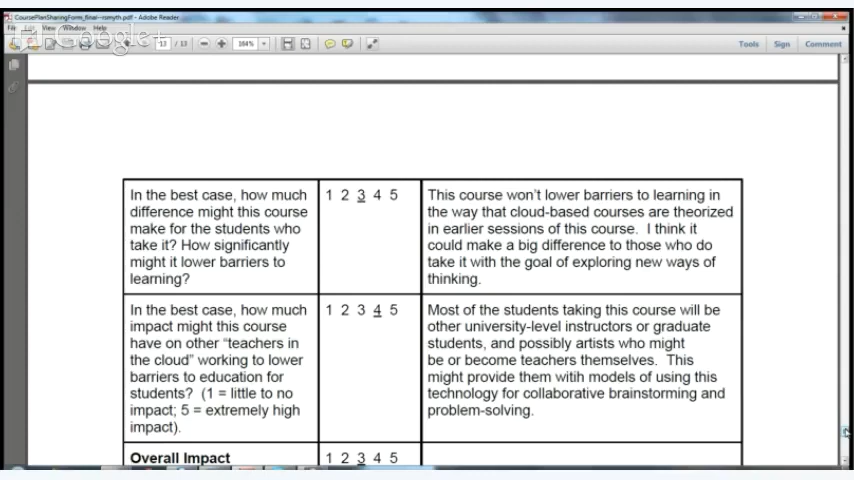 CoursePlanSharingForm_final--rsmyth.pdf - Adobe Reader
File Edit View Window Help
Google+
13 / 13
184%
Tools Sign Comment
In the best case, how much
difference might this course
make for the students who
take it? How significantly
might it lower barriers to
learning?
1 2 3 4 5
This course won't lower barriers to learning in
the way that cloud-based courses are theorized
in earlier sessions of this course. I think it
could make a big difference to those who do
take it with the goal of exploring new ways of
thinking.
In the best case, how much
impact might this course
have on other "teachers in
the cloud" working to lower
barriers to education for
students? (1 = little to no
impact; 5 = extremely high
impact).
1 2 3 4 5
Most of the students taking this course will be
other university-level instructors or graduate
students, and possibly artists who might
be or become teachers themselves. This
might provide them witih models of using this
technology for collaborative brainstorming and
problem-solving.
Overall Impact
1 2 3 4 5